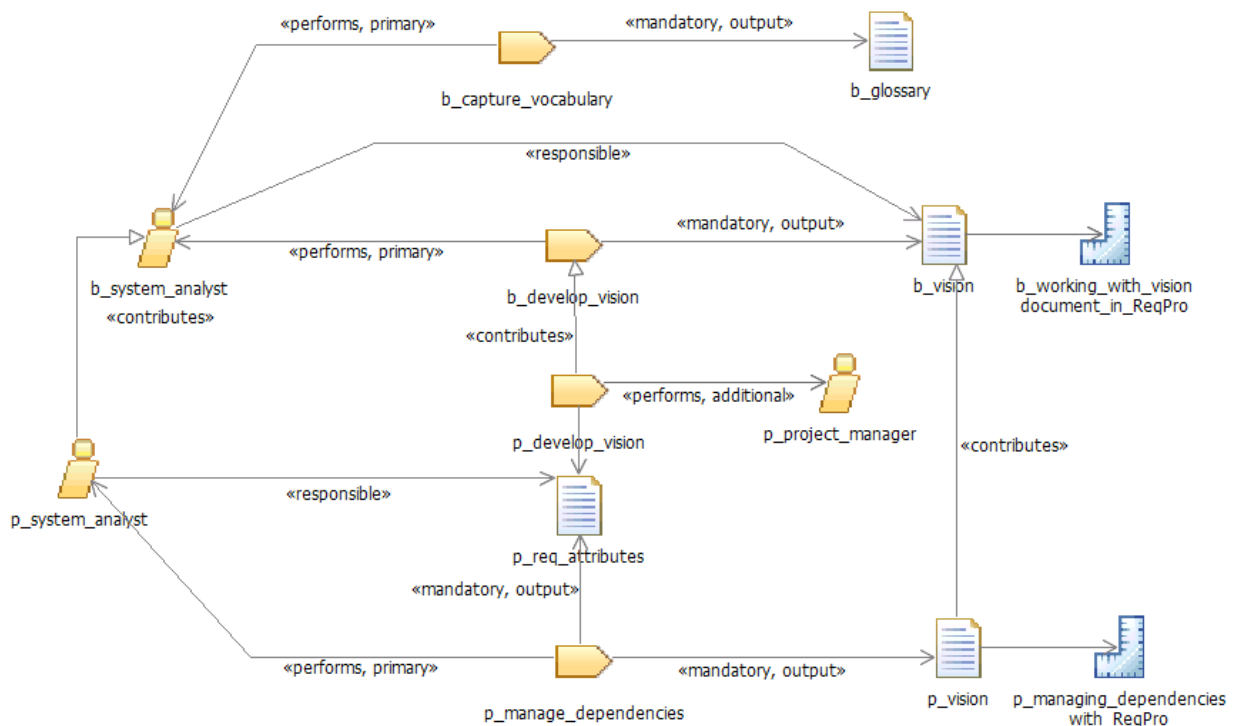 «performs, primary»
«mandatory, output»
b_capture_vocabulary
b_glossary
«responsible»
«mandatory, output»
«performs, primary»
b_system_analyst
b_develop_vision
b_vision
b_working_with_vision
document_in_ReqPro
«contributes»
«contributes»
«performs, additional»
p_develop_vision
p_project_manager
«contributes»
«responsible»
p_system_analyst
p_req_attributes
«mandatory, output»
«performs, primary»
«mandatory, output»
p_manage_dependencies
p_vision
p_managing_dependencies
with_ReqPro